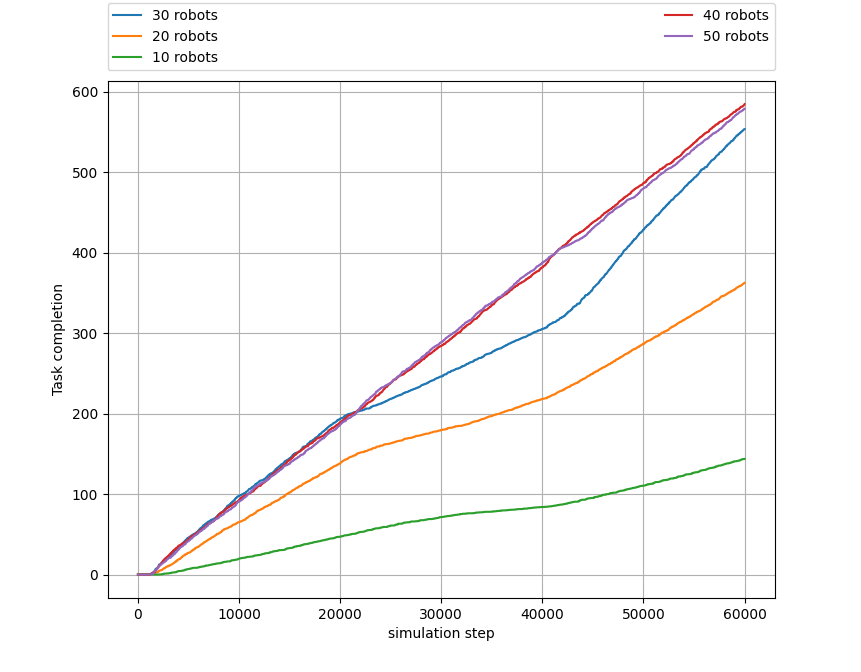 30 robots
20 robots
10 robots
40 robots
50 robots
600
500
400
300
200
100
0
Task completion
0 10000 20000 30000 40000 50000 60000
simulation step